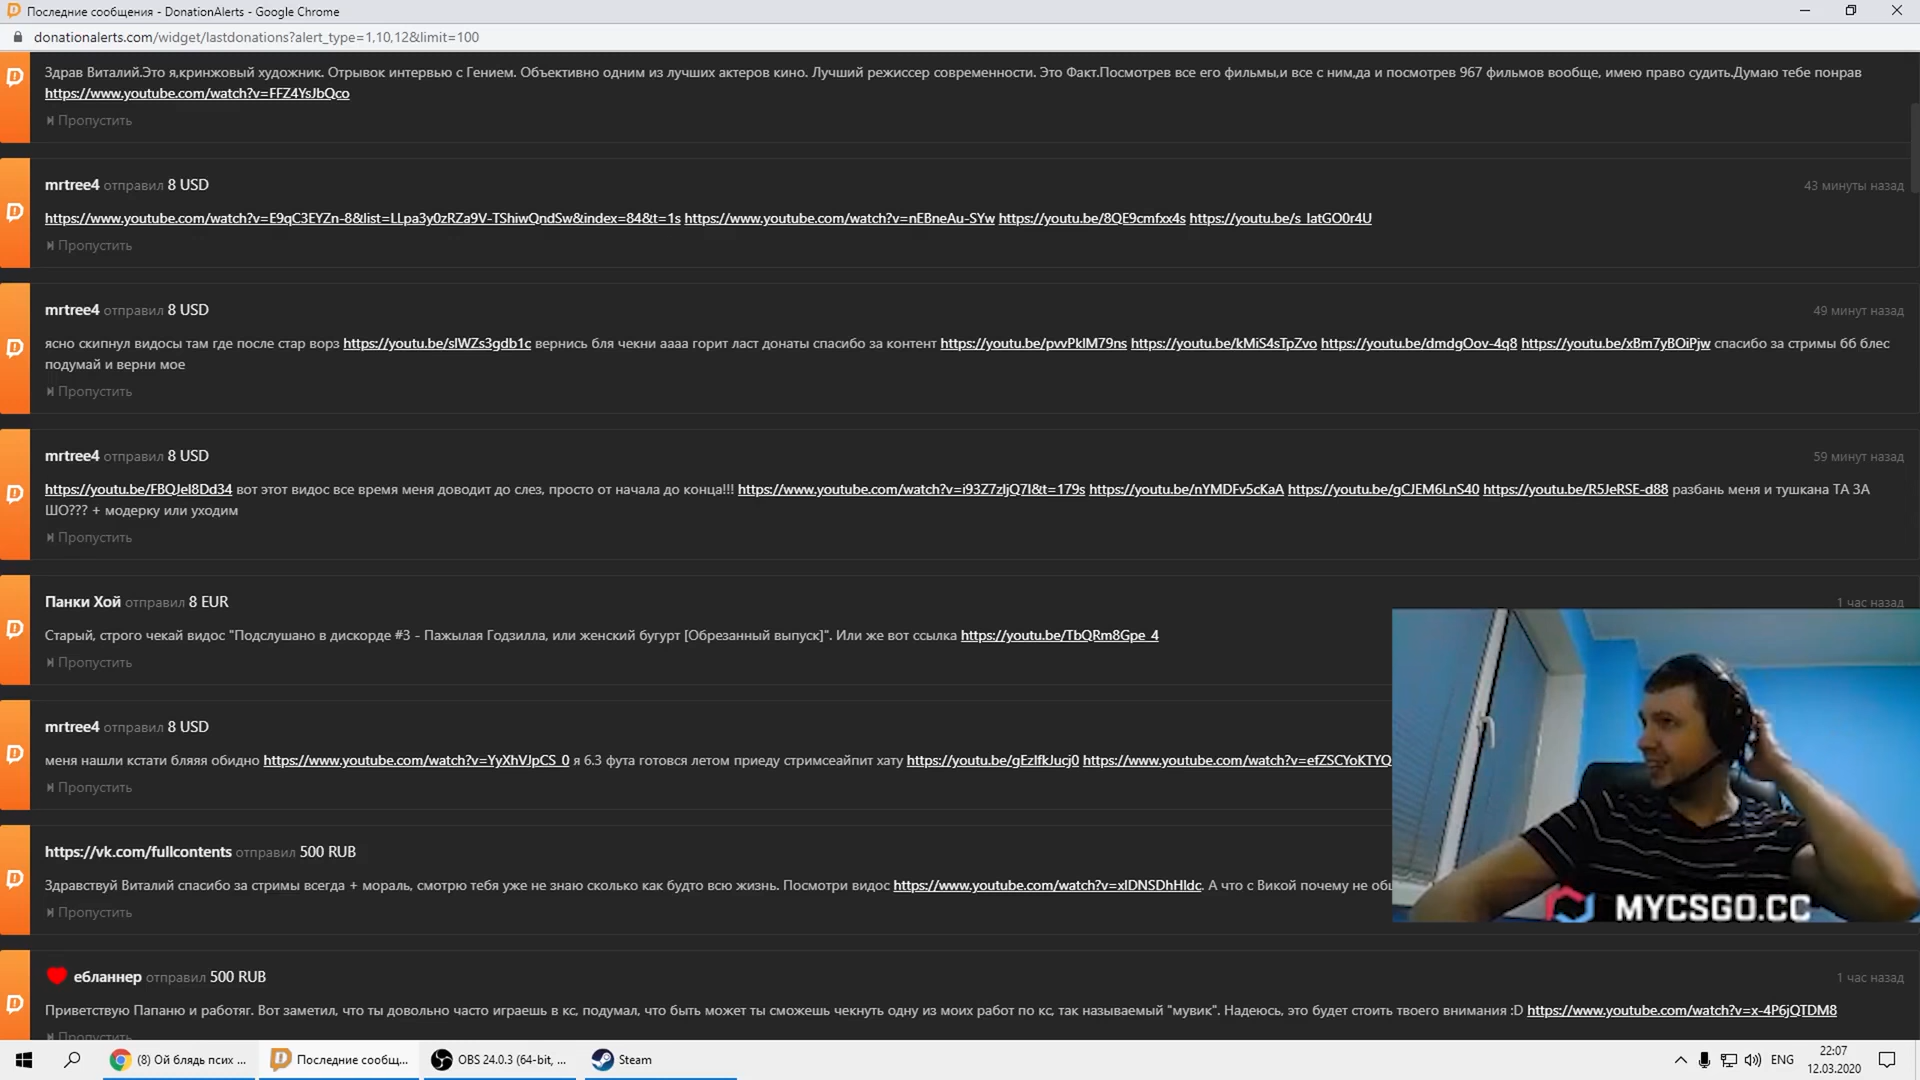 Последние сообщения - DonationAlerts - Google Chrome
donationalerts.com/widget/lastdonations?alert_type=1,10,12&limit=100
Здрав Виталий.Это я,кринжовый художник. Отрывок интервью с Гением. Объективно одним из лучших актеров кино. Лучший режиссер современности. Это Факт.Посмотрев все его фильмы,и все с ним,да и посмотрев 967 фильмов вообще, имею право судить.Думаю тебе понрав
https://www.youtube.com/watch?v=FFZ4YsJbQco
Пропустить
mrtree4 отправил 8 USD
43 минуты назад
https://www.youtube.com/watch?v=E9qC3EYZn-8&list=LLpa3y0zRZa9V-TShiwQndSw&index=84&t=1s https://www.youtube.com/watch?v=nEBneAu-SYw https://youtu.be/8QE9cmfxx4s https://youtu.be/s_IatGO0r4U
Пропустить
mrtree4 отправил 8 USD
49 минут назад
ясно скипнул видосы там где после стар ворз https://youtu.be/slWZs3gdb1c вернись бля чекни аааа горит ласт донаты спасибо за контент https://youtu.be/pvvPklM79ns https://youtu.be/kMiS4sTpZvo https://youtu.be/dmdgOov-4q8 https://youtu.be/xBm7yBOiPjw спасибо за стримы бб блес
подумай и верни мое
Пропустить
mrtree4 отправил 8 USD
59 минут назад
https://youtu.be/FBQJeI8Dd34 вот этот видос все время меня доводит до слез, просто от начала до конца!!! https://www.youtube.com/watch?v=i93Z7zIjQ7I&t=179s https://youtu.be/nYMDFv5cKaA https://youtu.be/gCJEM6LnS40 https://youtu.be/R5JeRSE-d88 разбань меня и тушкана ТА ЗА
ШО??? + модерку или уходим
Пропустить
Панки Хой отправил 8 EUR
1 час назад
Старый, строго чекай видос "Подслушано в дискорде #3 - Пажылая Годзилла, или женский бугурт [Обрезанный выпуск]". Или же вот ссылка https://youtu.be/TbQRm8Gpe_4
Пропустить
mrtree4 отправил 8 USD
меня нашли кстати бляяя обидно https://www.youtube.com/watch?v=YyXhVJpCS_0 я 6.3 фута готовся летом приеду стримсейпит хату https://youtu.be/gEzIfkJucj0 https://www.youtube.com/watch?v=efZSCYoKTYQ
Пропустить
https://vk.com/fullcontents отправил 500 RUB
Здравствуй Виталий спасибо за стримы всегда + мораль, смотрю тебя уже не знаю сколько как будто всю жизнь. Посмотри видос https://www.youtube.com/watch?v=xlDNSDhHldc. А что с Викой почему не об
Пропустить
MYCSGO.CC
ебланнер отправил 500 RUB
1 час назад
Приветствую Папаню и работяг. Вот заметил, что ты довольно часто играешь в кс, подумал, что быть может ты сможешь чекнуть одну из моих работ по кс, так называемый "мувик". Надеюсь, это будет стоить твоего внимания :D https://www.youtube.com/watch?v=x-4P6jQTDM8
Пропустить
(8) Ой блядь псих ...
Последние сообщ...
OBS 24.0.3 (64-bit, ...
Steam
ENG
22:07
12.03.2020